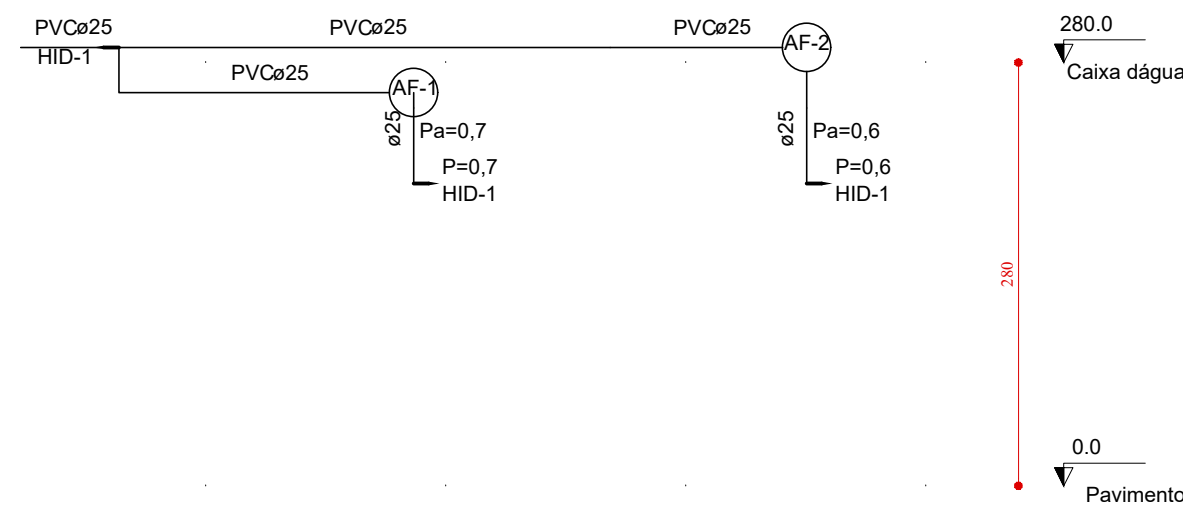 PVCø25
PVCø25
PVCø25
280.0
HID-1
AF-2
Caixa dágua
PVCø25
AF-1
ø25
Pa=0,7
ø25
Pa=0,6
P=0,7
HID-1
P=0,6
HID-1
280
0.0
Pavimento